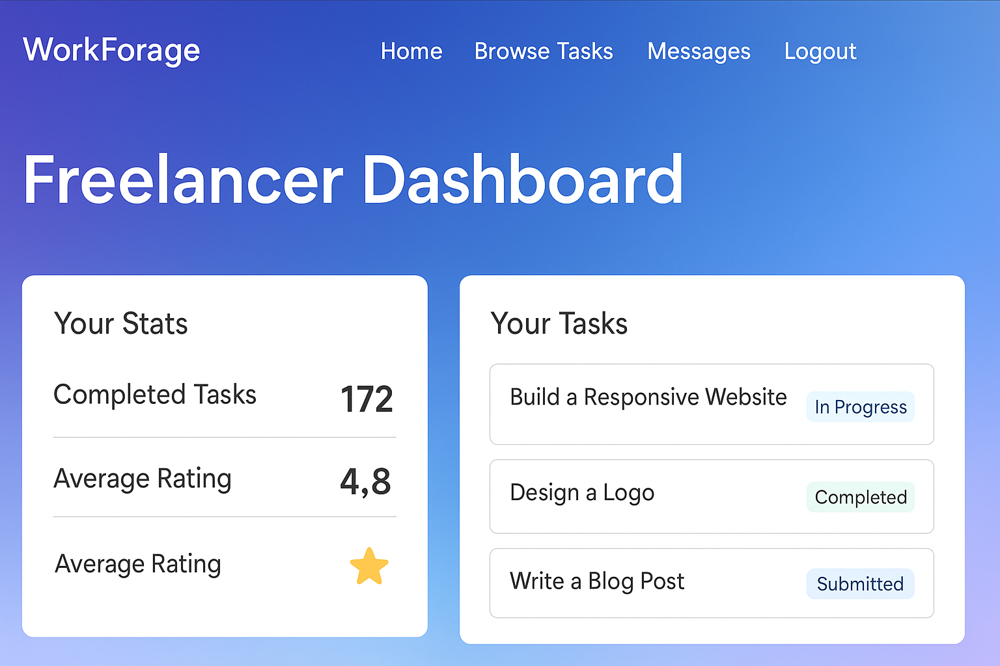 WorkForage
Home Browse Tasks Messages Logout
Freelancer Dashboard
Your Stats
Completed Tasks 172
Average Rating 4,8
Average Rating
Your Tasks
Build a Responsive Website In Progress
Design a Logo Completed
Write a Blog Post Submitted